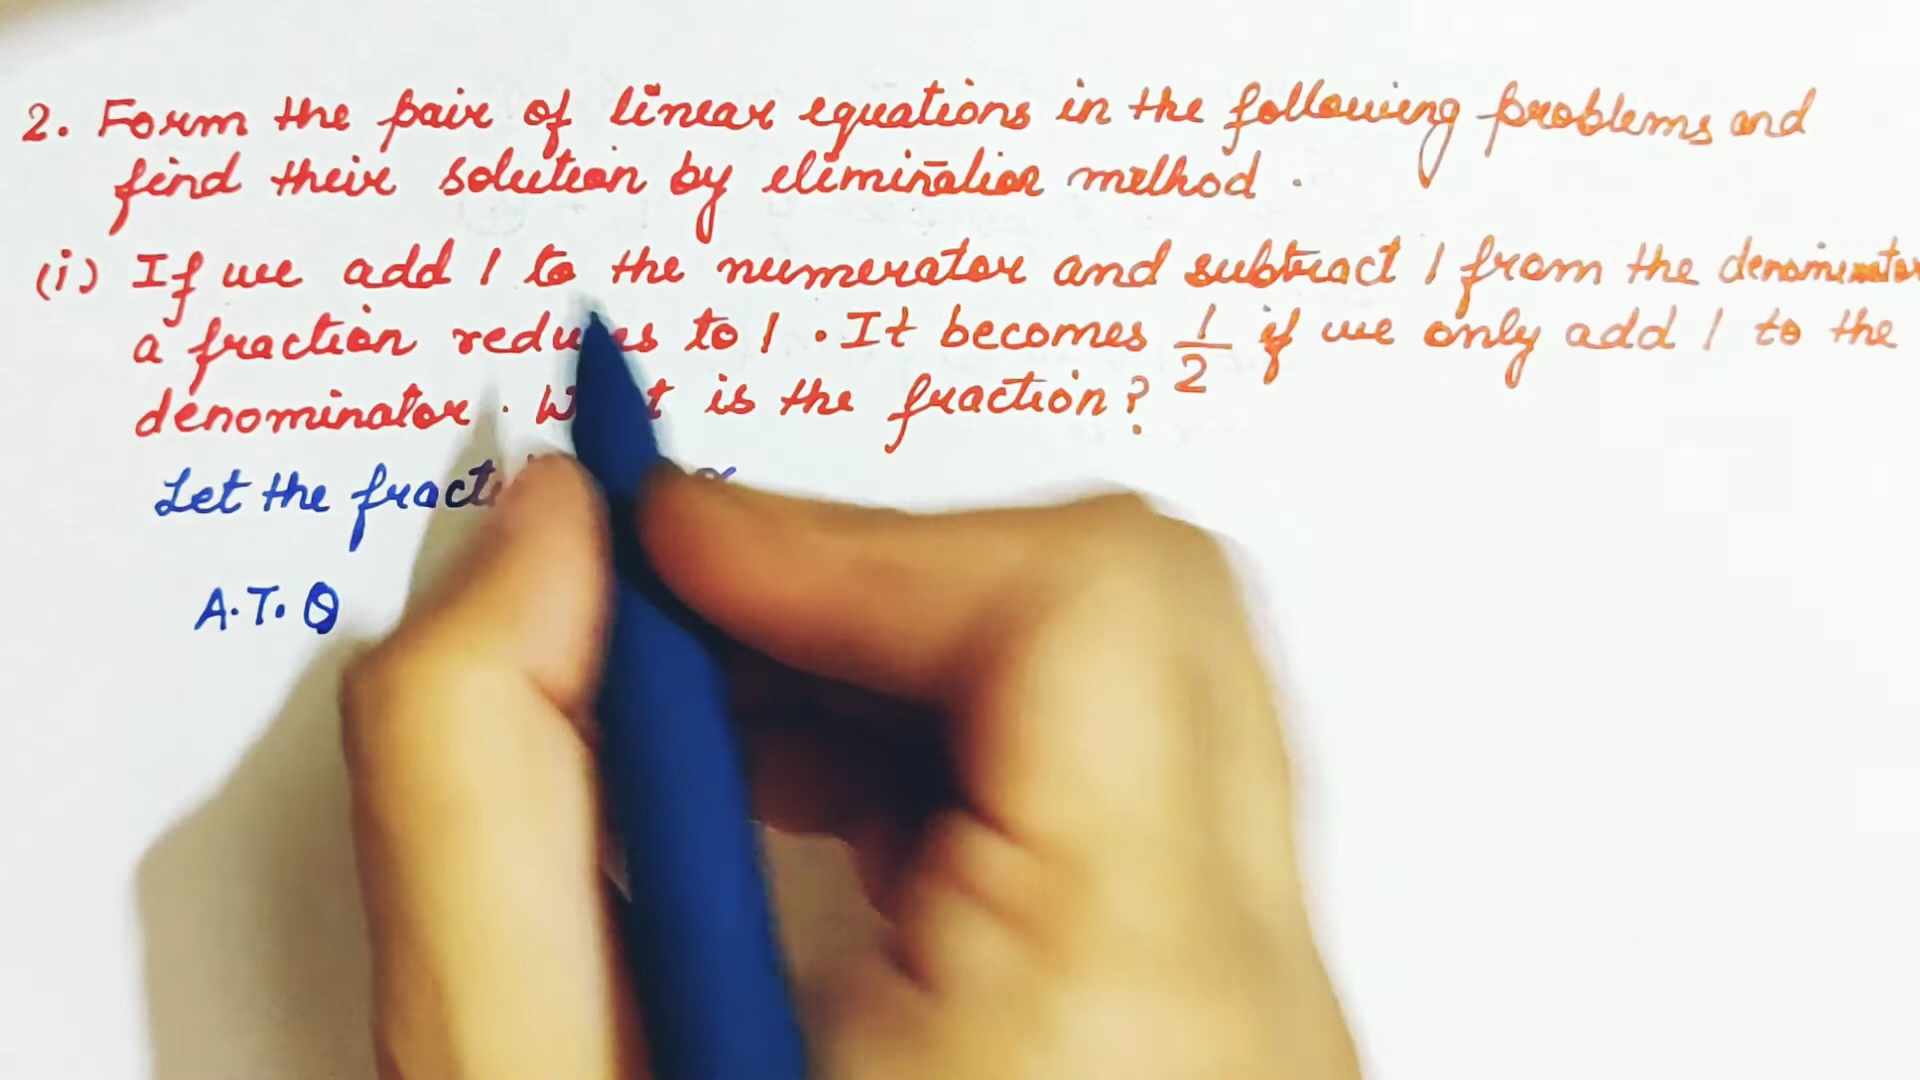 2. Form the pair of linear equations in the following problems and
find their solution by elimination method.
(i) If we add 1 to the numerator and subtract 1 from the denominator
a fraction reduces to 1. It becomes 1/2 if we only add 1 to the
denominator. is the fraction?
Let the
A.T.Q